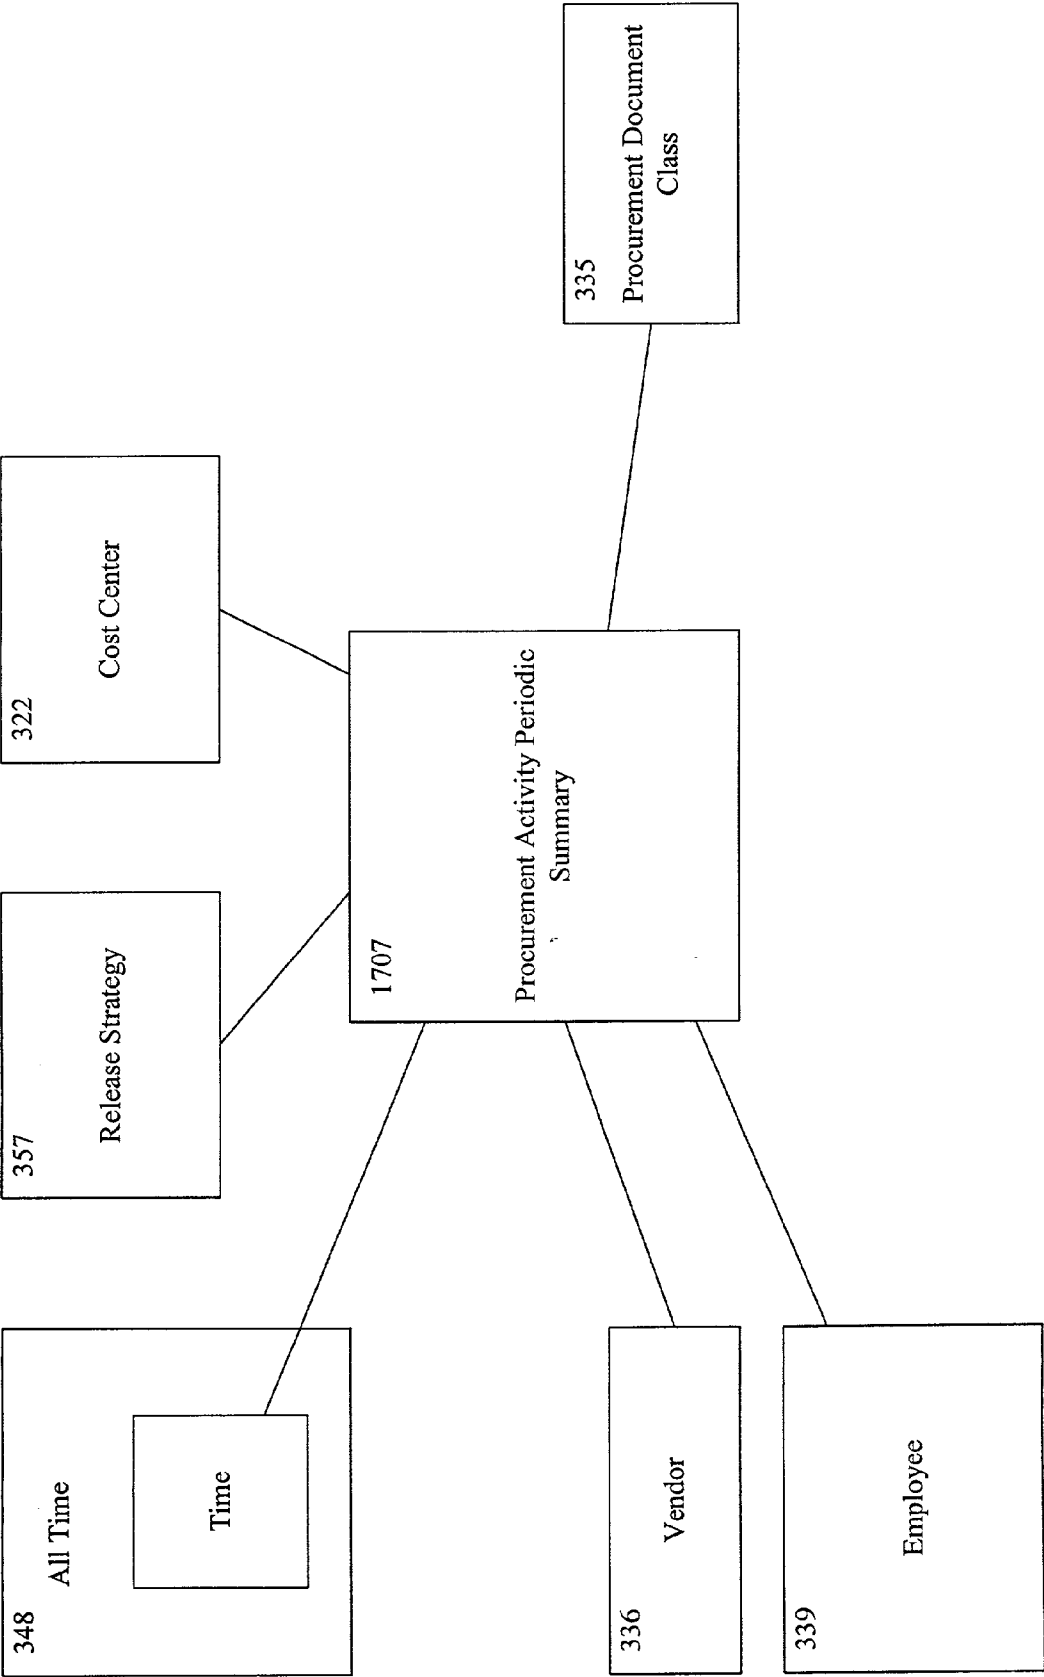 348
All Time
Time
357
Release Strategy
322
Cost Center
1707
Procurement Activity Periodic
Summary
336
Vendor
339
Employee
335
Procurement Document
Class